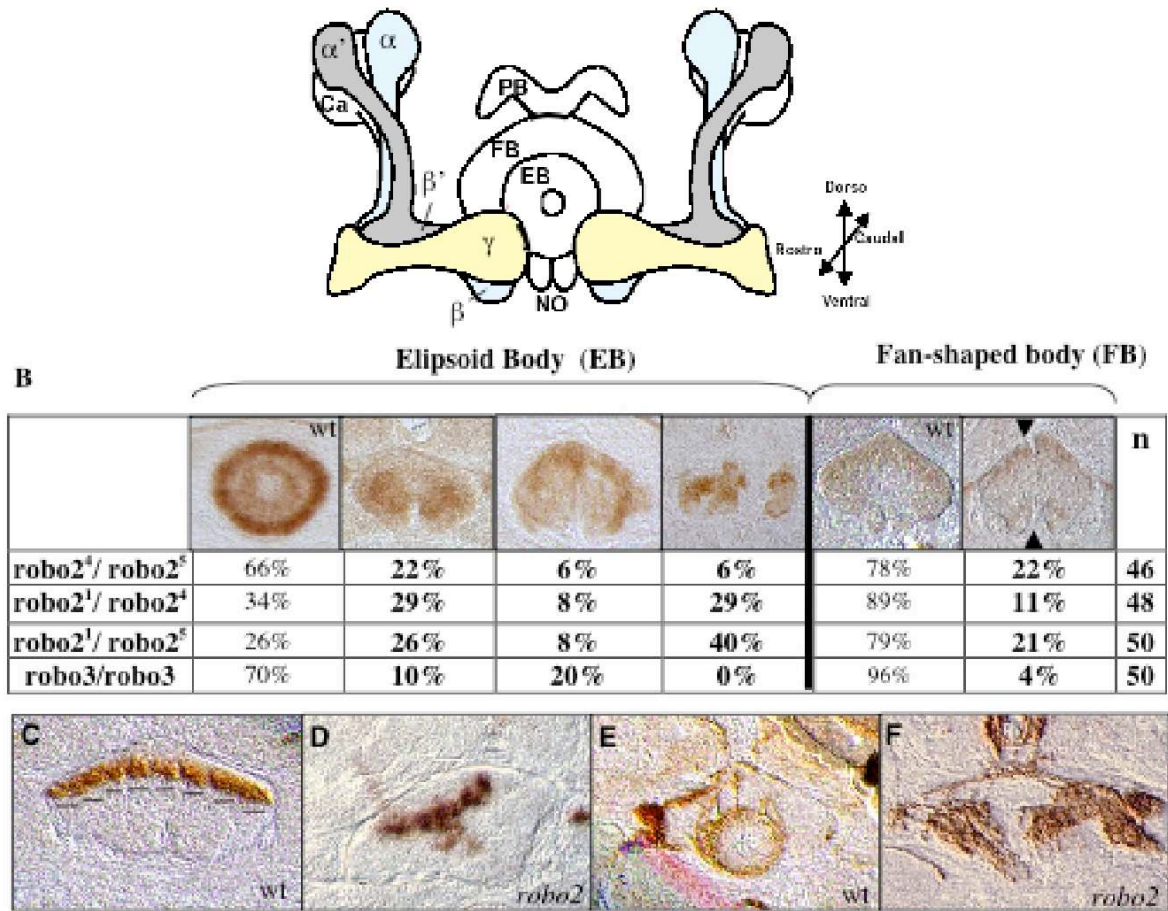 α’ α α
Ca PB
FB
EB
β’
γ
β NO
Dorso
Caudal
Rostro
Ventral
B Elipsoid Body (EB) Fan-shaped body (FB)
wt wt n
robo2⁴/ robo2⁵ 66% 22% 6% 6% 78% 22% 46
robo2¹/ robo2⁴ 34% 29% 8% 29% 89% 11% 48
robo2¹/ robo2⁵ 26% 26% 8% 40% 79% 21% 50
robo3/robo3 70% 10% 20% 0% 96% 4% 50
C D E F
wt robo2 wt robo2